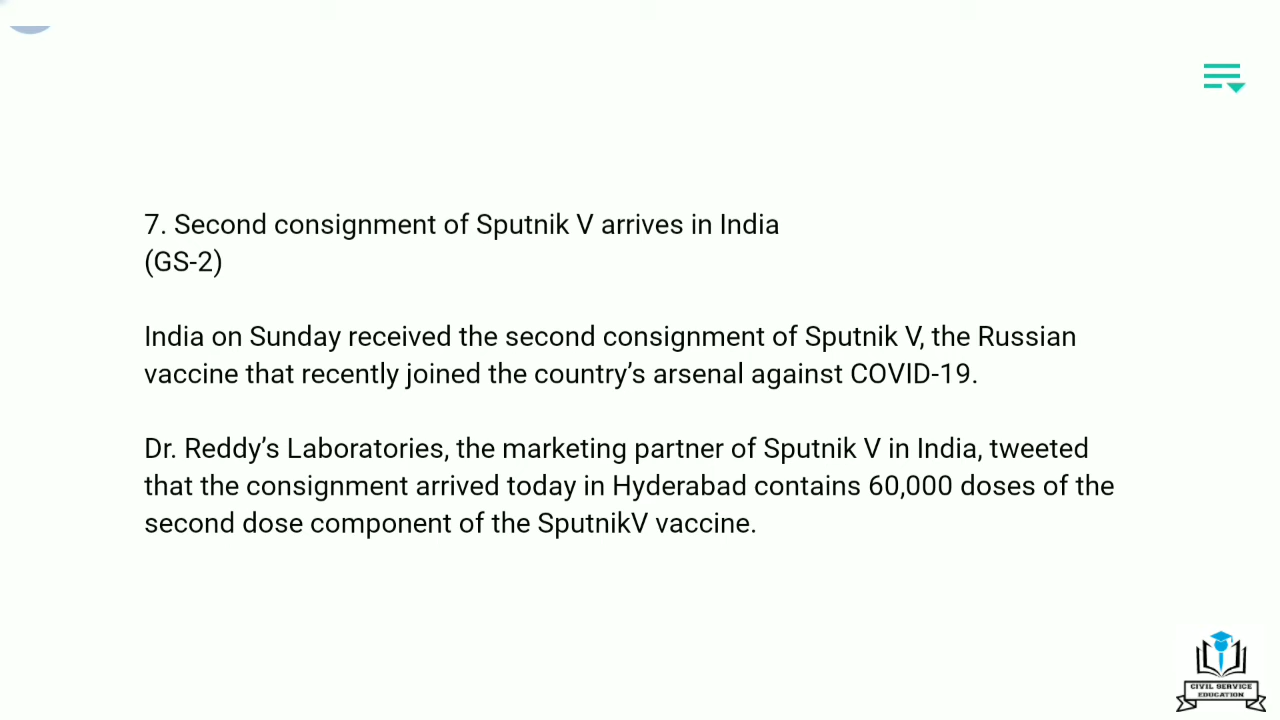 7. Second consignment of Sputnik V arrives in India
(GS-2)
India on Sunday received the second consignment of Sputnik V, the Russian
vaccine that recently joined the country’s arsenal against COVID-19.
Dr. Reddy’s Laboratories, the marketing partner of Sputnik V in India, tweeted
that the consignment arrived today in Hyderabad contains 60,000 doses of the
second dose component of the SputnikV vaccine.
CIVIL SERVICE
EDUCATION